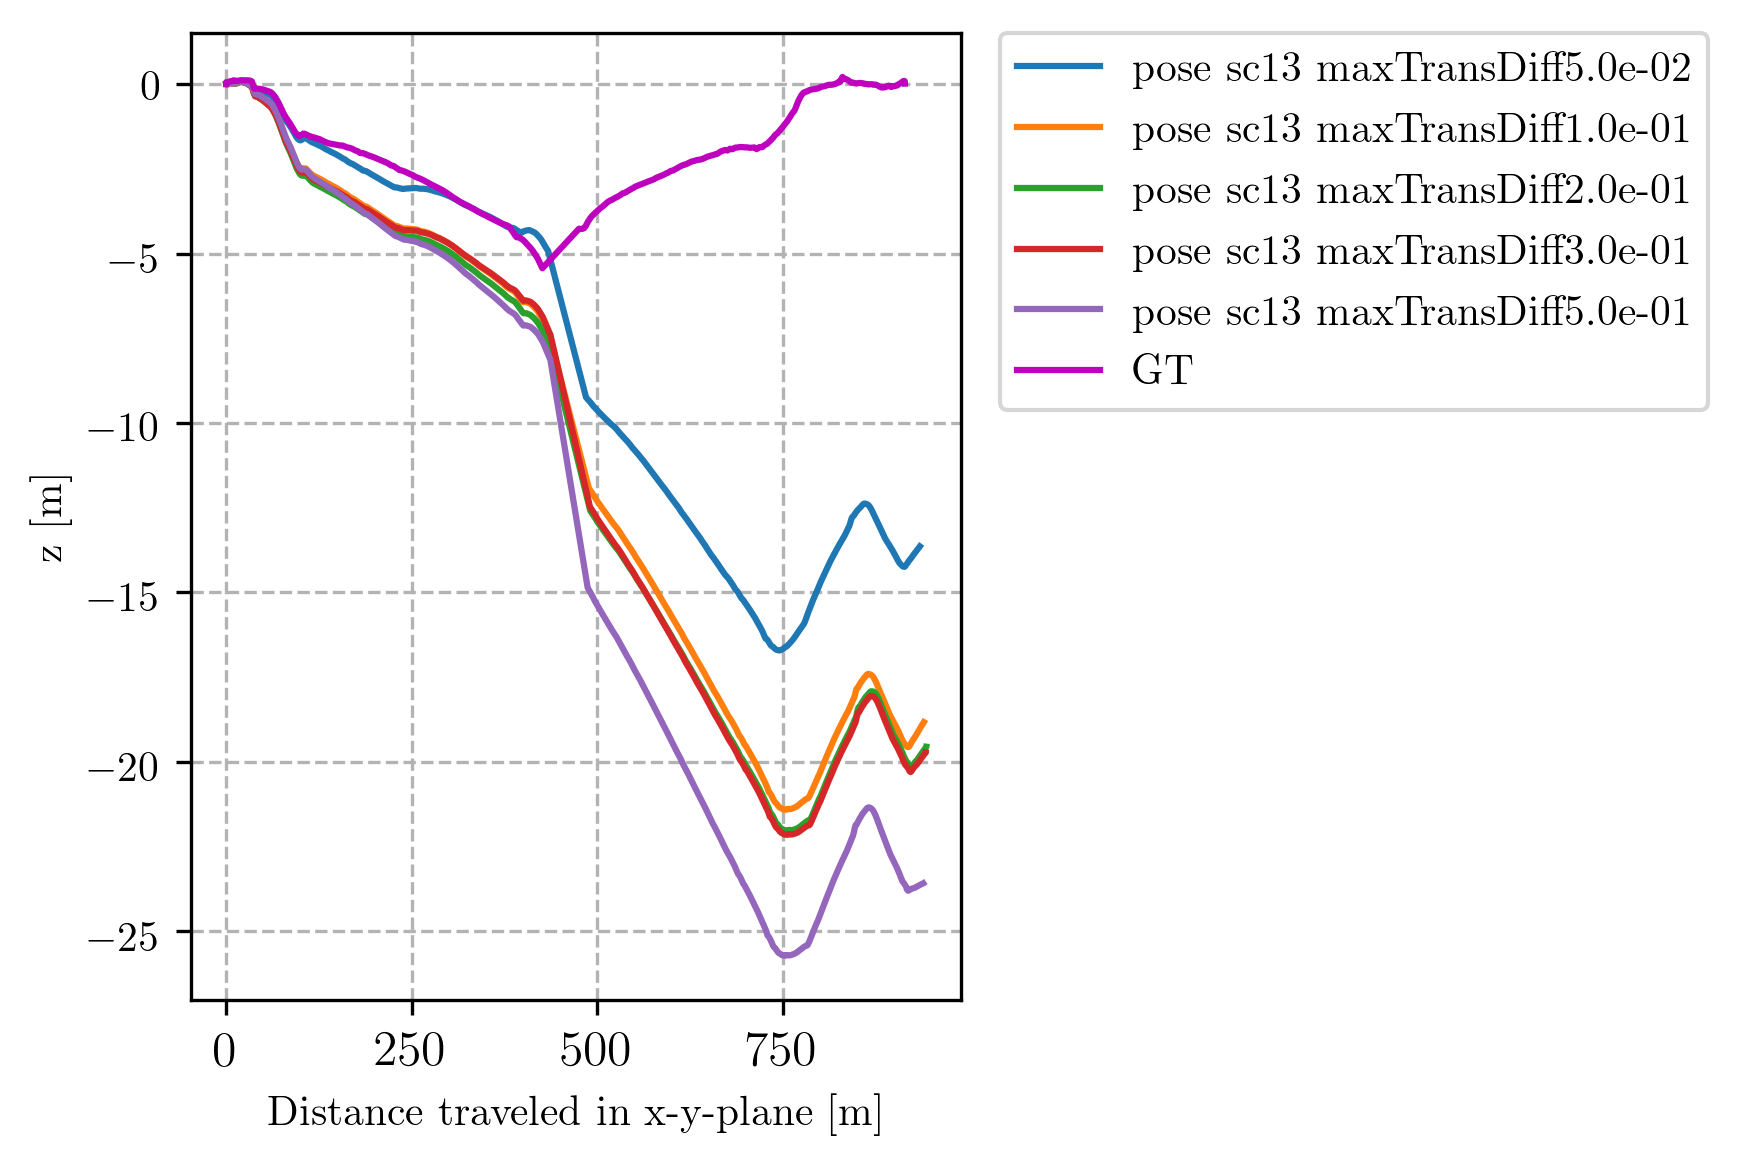 0
−5
−10
−15
−20
−25
z [m]
0 250 500 750
Distance traveled in x-y-plane [m]
pose sc13 maxTransDiff5.0e-02
pose sc13 maxTransDiff1.0e-01
pose sc13 maxTransDiff2.0e-01
pose sc13 maxTransDiff3.0e-01
pose sc13 maxTransDiff5.0e-01
GT